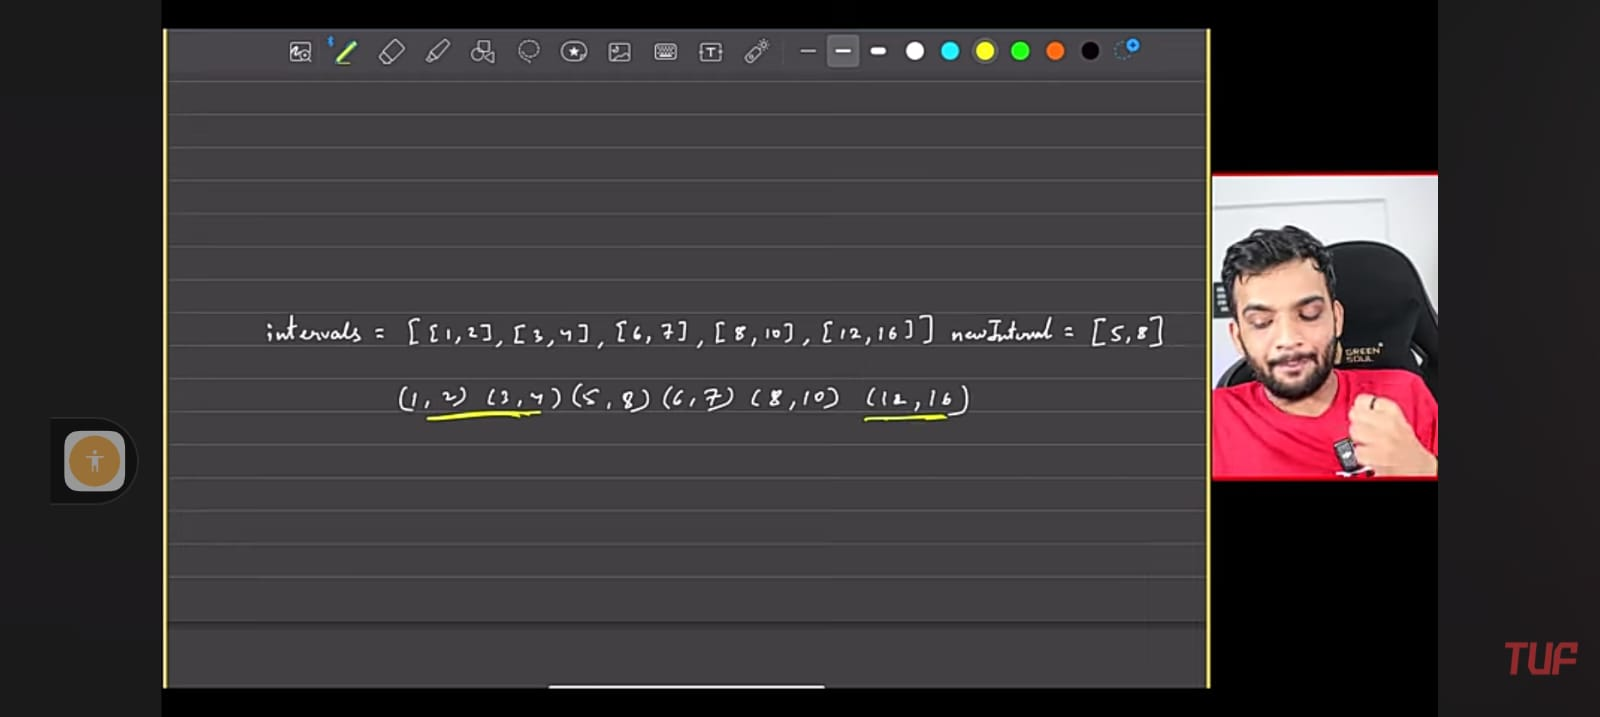 T
intervals = [[1,2], [3,4], [6,7], [8,10], [12,16]] newInterval = [5,8]
(1,2) (3,4) (5,8) (6,7) (8,10) (12,16)
GREEN SOUL
TUF